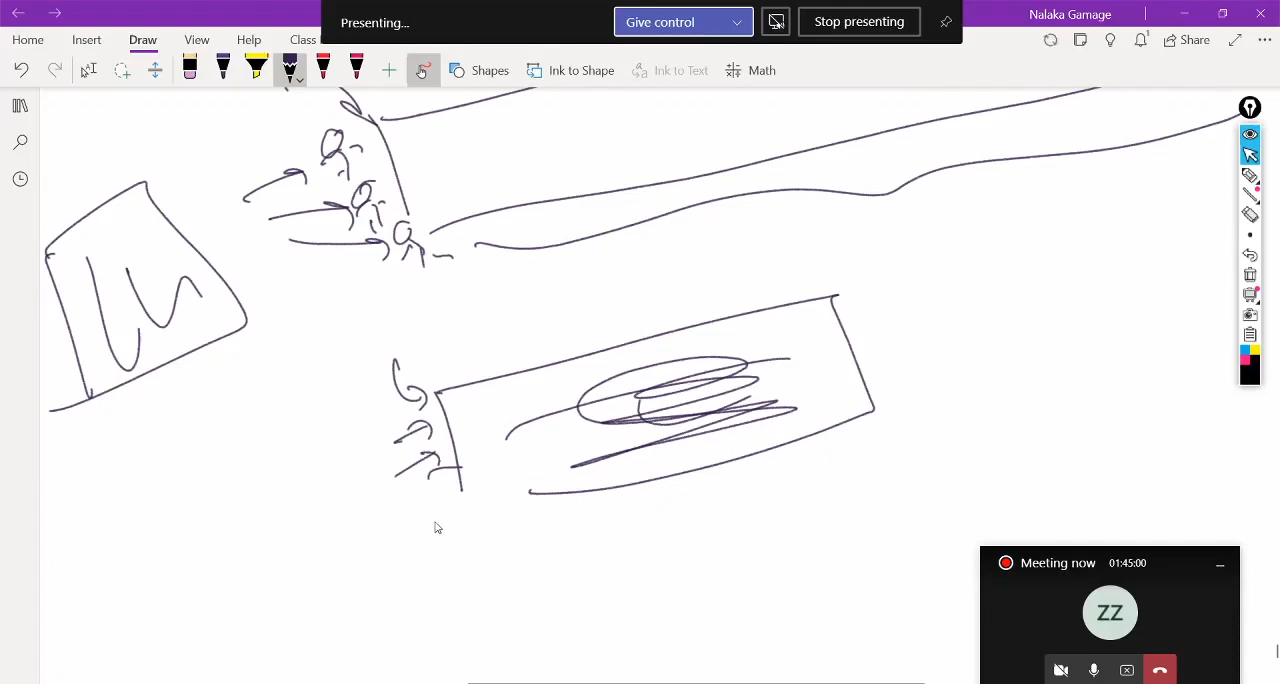 Presenting...
Give control
Stop presenting
Nalaka Gamage
Home Insert Draw View Help Class
Share
Shapes Ink to Shape Ink to Text Math
Meeting now 01:45:00
ZZ